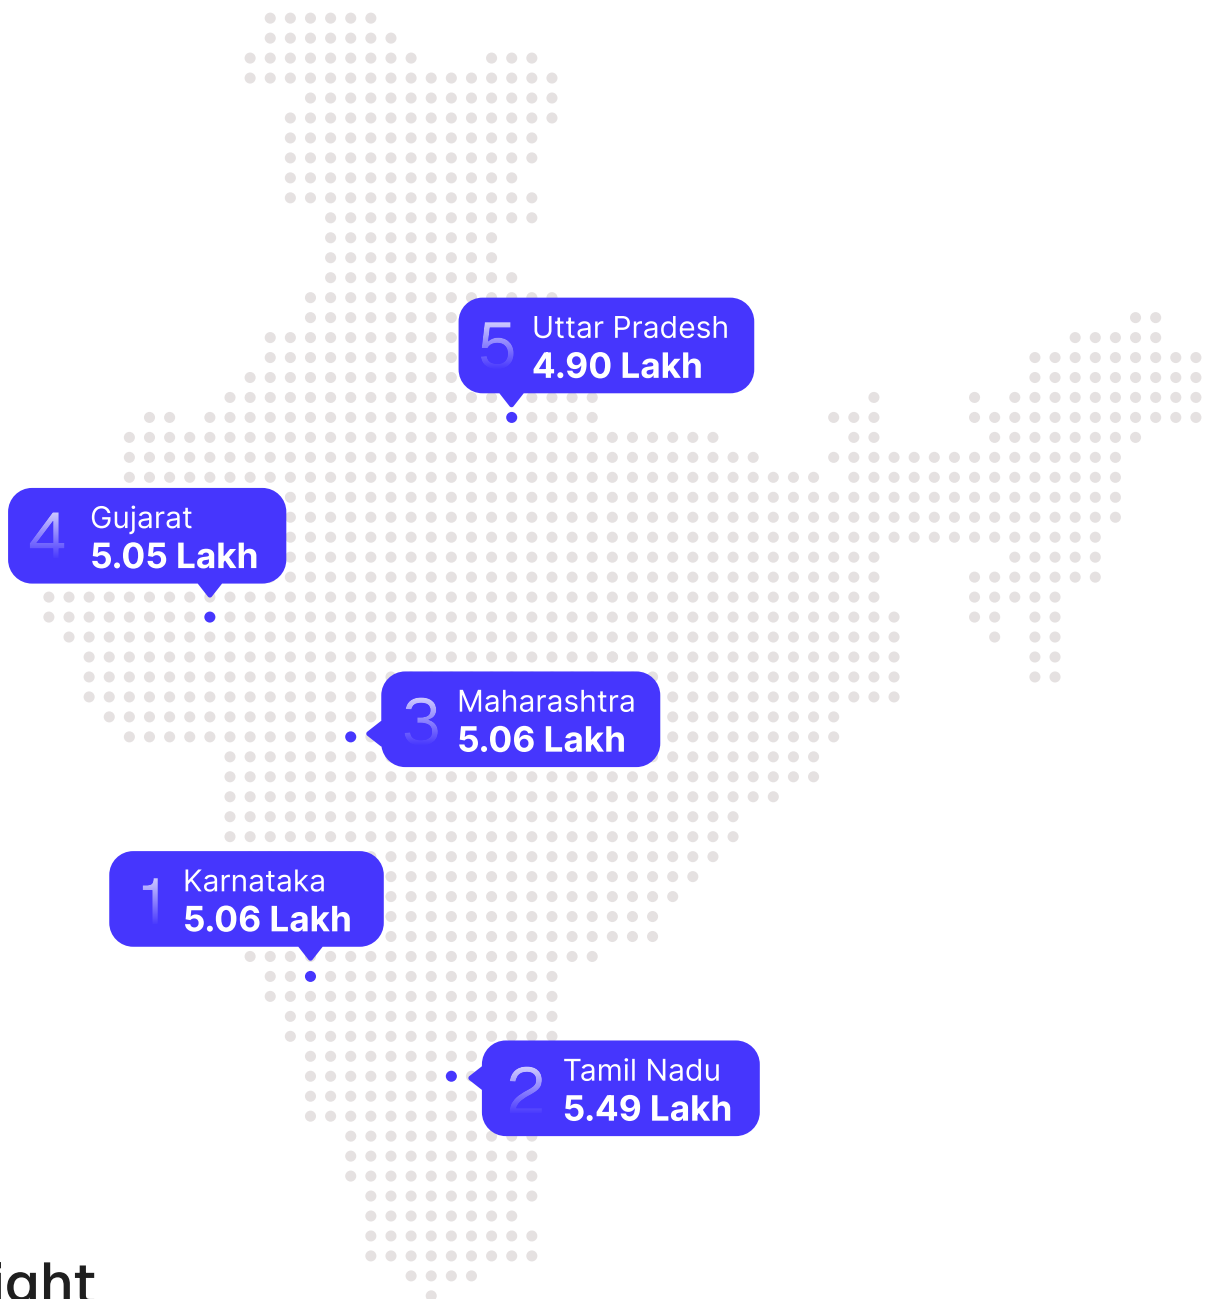 5
Uttar Pradesh
4.90 Lakh
4
Gujarat
5.05 Lakh
3
Maharashtra
5.06 Lakh
1
Karnataka
5.06 Lakh
2
Tamil Nadu
5.49 Lakh